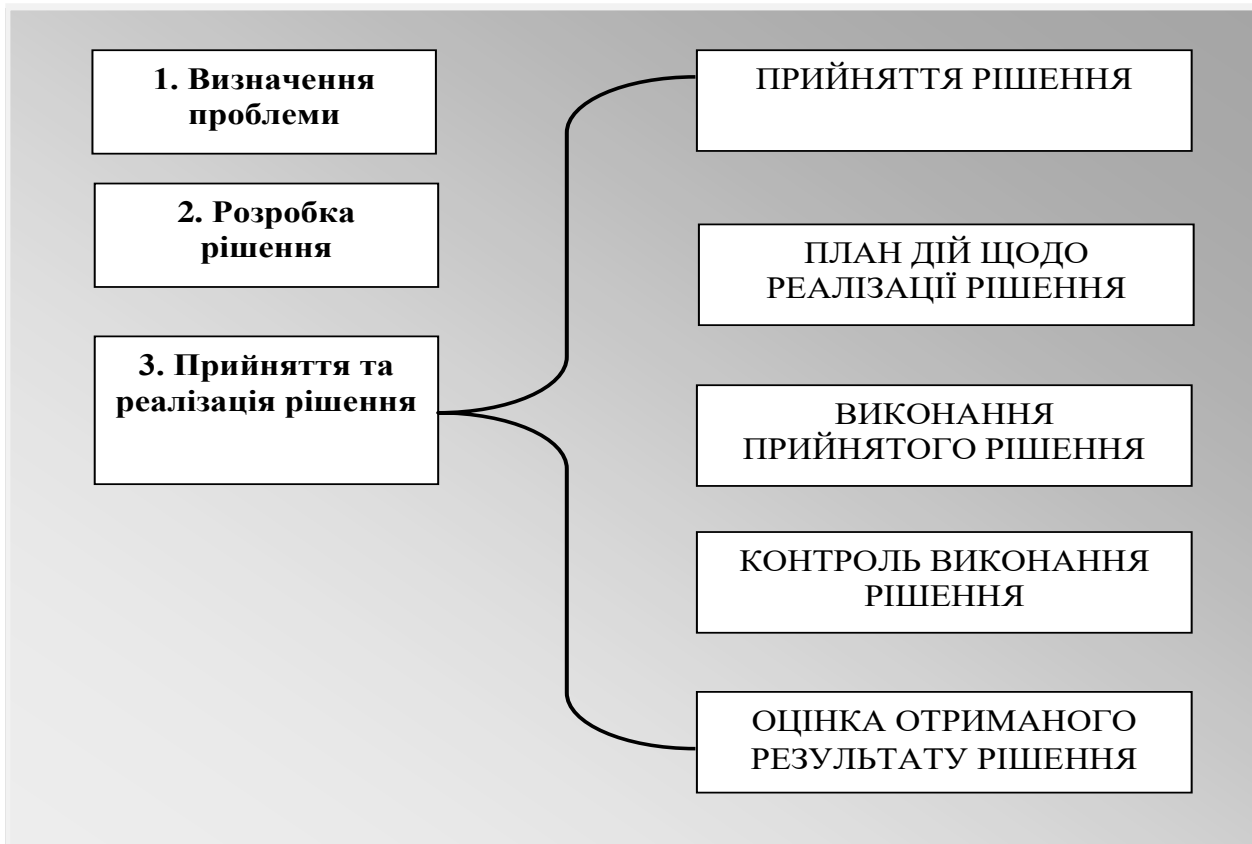 1. Визначення
проблеми
2. Розробка
рішення
3. Прийняття та
реалізація рішення
ПРИЙНЯТТЯ РІШЕННЯ
ПЛАН ДІЙ ЩОДО
РЕАЛІЗАЦІЇ РІШЕННЯ
ВИКОНАННЯ
ПРИЙНЯТОГО РІШЕННЯ
КОНТРОЛЬ ВИКОНАННЯ
РІШЕННЯ
ОЦІНКА ОТРИМАНОГО
РЕЗУЛЬТАТУ РІШЕННЯ